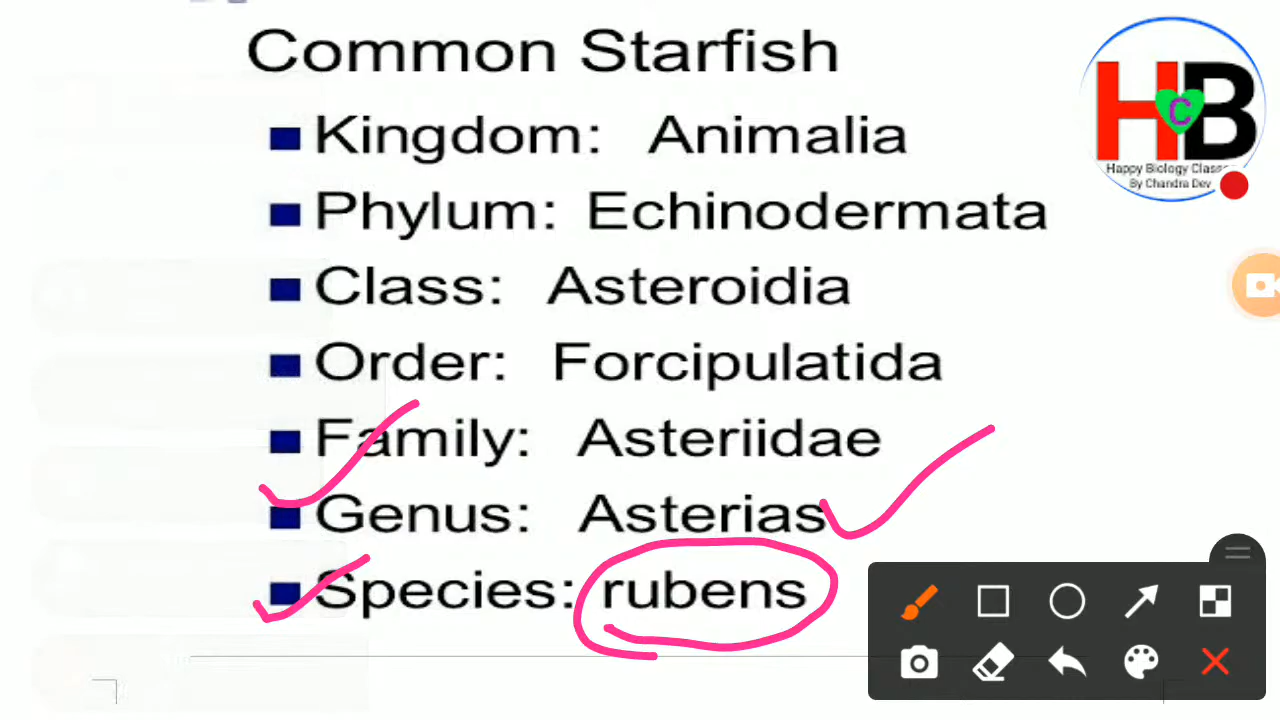 Common Starfish
Kingdom: Animalia
Phylum: Echinodermata
Class: Asteroidia
Order: Forcipulatida
Family: Asteriidae
Genus: Asterias
Species: rubens
HCB
Happy Biology Classes
By Chandra Dev